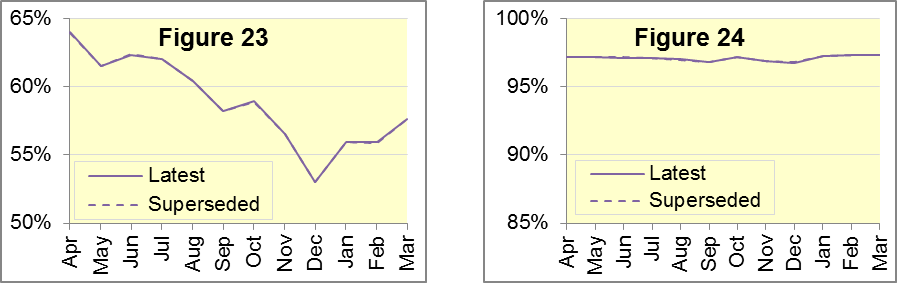 Figure 23
65%
60%
55%
50%
Latest
Superseded
Apr
May
Jun
Jul
Aug
Sep
Oct
Nov
Dec
Jan
Feb
Mar
Figure 24
100%
95%
90%
85%
Latest
Superseded
Apr
May
Jun
Jul
Aug
Sep
Oct
Nov
Dec
Jan
Feb
Mar